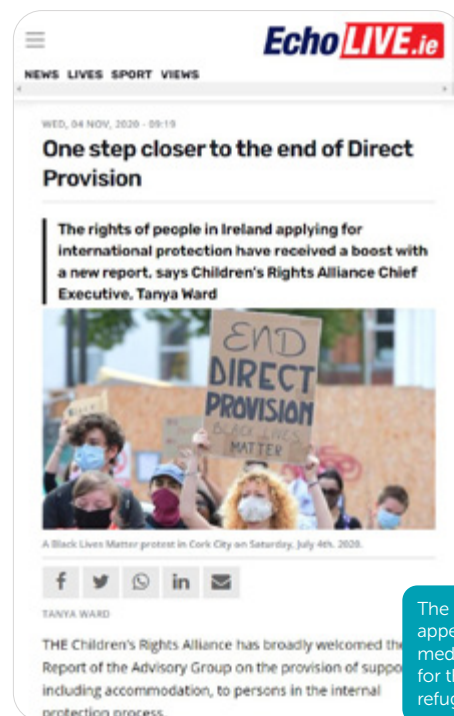 Echo LIVE.ie
NEWS LIVES SPORT VIEWS
WED, 04 NOV, 2020 - 09:19
One step closer to the end of Direct
Provision
The rights of people in Ireland applying for
international protection have received a boost with
a new report, says Children's Rights Alliance Chief
Executive, Tanya Ward
END
DIRECT
PROVISION
BLACK LIVES
MATTER
A Black Lives Matter protest in Cork City on Saturday, July 4th, 2020.
f in
TANYA WARD
THE Children's Rights Alliance has broadly welcomed the
Report of the Advisory Group on the provision of suppo
including accommodation, to persons in the internal
protection process.
The
appe
med
for th
refug